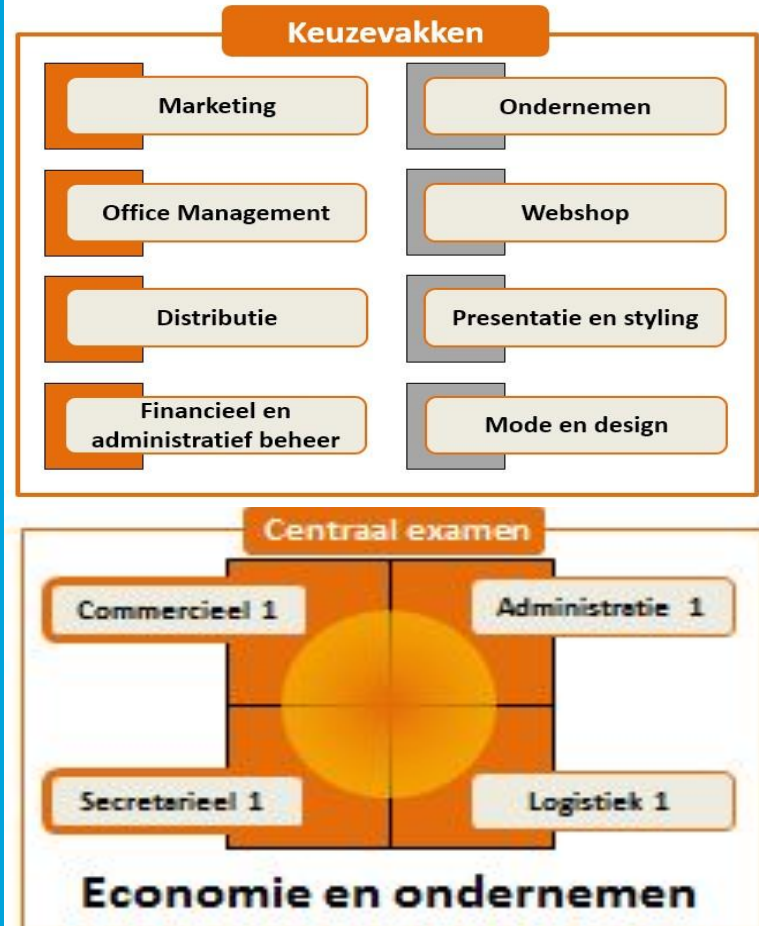 Keuzevakken
Marketing
Ondernemen
Office Management
Webshop
Distributie
Presentatie en styling
Financieel en
administratief beheer
Mode en design
Centraal examen
Commercieel 1
Administratie 1
Secretarieel 1
Logistiek 1
Economie en ondernemen